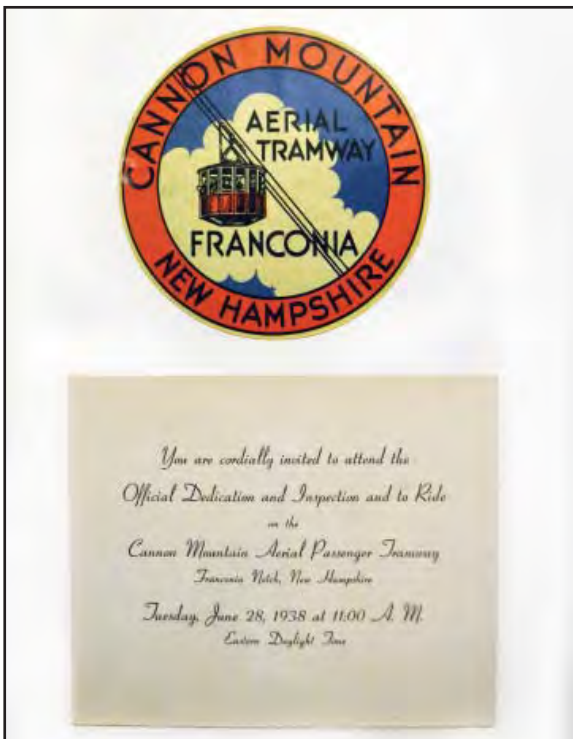 CANNON MOUNTAIN
AERIAL
TRAMWAY
FRANCONIA
NEW HAMPSHIRE
You are cordially invited to attend the
Official Dedication and Inspection and to Ride
on the
Cannon Mountain Aerial Passenger Tramway
Franconia Notch, New Hampshire
Tuesday, June 28, 1938 at 11:00 A. M.
Eastern Daylight Time